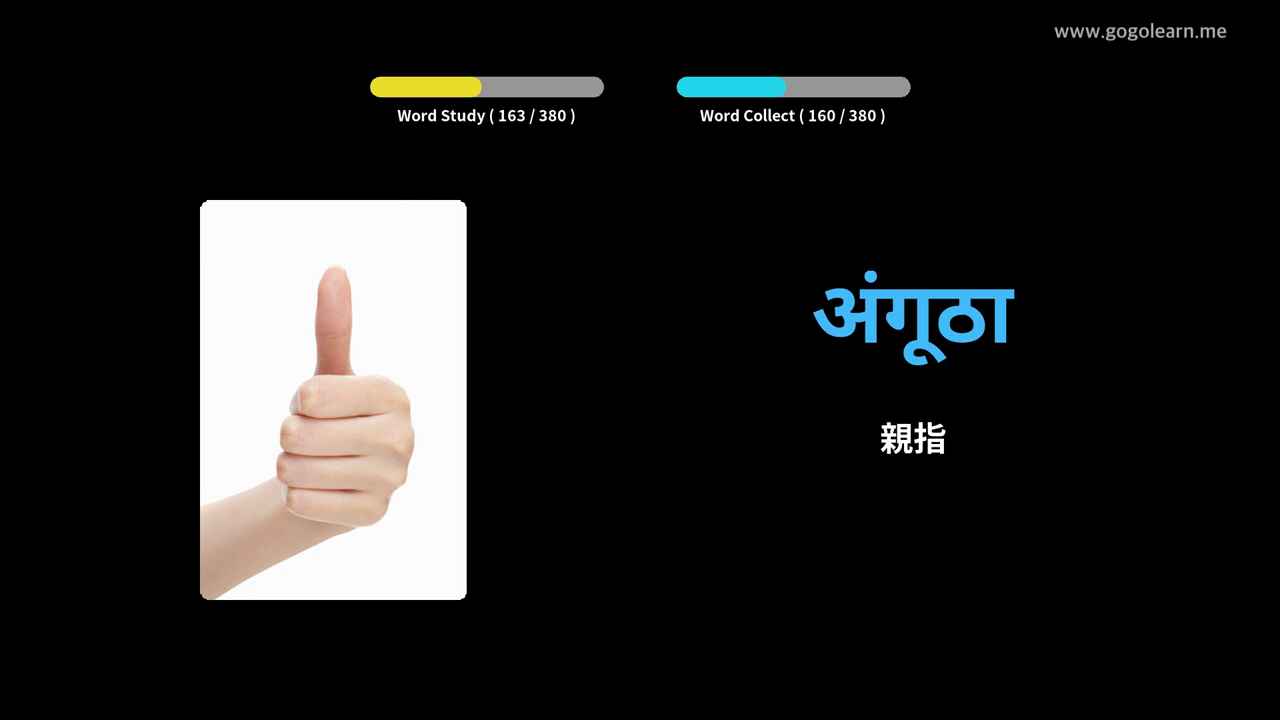 www.gogolearn.me
Word Study ( 163 / 380 )
Word Collect ( 160 / 380 )
अंगूठा
親指